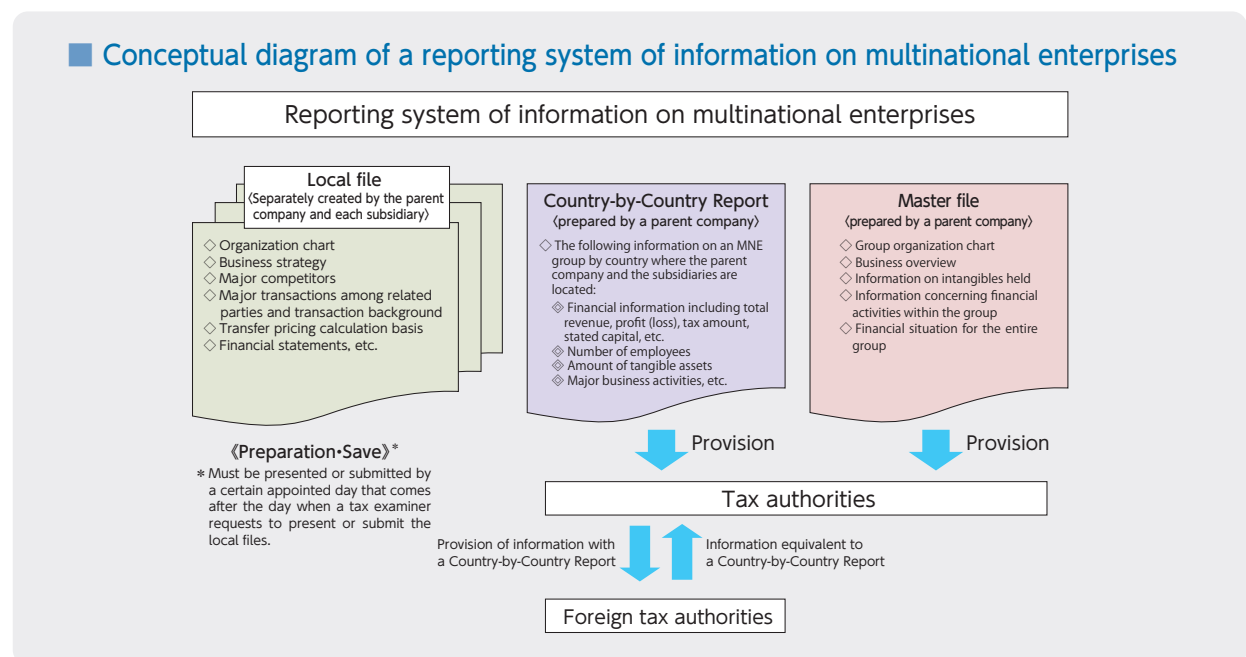 Conceptual diagram of a reporting system of information on multinational enterprises
Reporting system of information on multinational enterprises
Local file
〈Separately created by the parent
company and each subsidiary〉
◇ Organization chart
◇ Business strategy
◇ Major competitors
◇ Major transactions among related
parties and transaction background
◇ Transfer pricing calculation basis
◇ Financial statements, etc.
《Preparation•Save》*
* Must be presented or submitted by
a certain appointed day that comes
after the day when a tax examiner
requests to present or submit the
local files.
Country-by-Country Report
〈prepared by a parent company〉
◇ The following information on an MNE
group by country where the parent
company and the subsidiaries are
located:
◈ Financial information including total
revenue, profit (loss), tax amount,
stated capital, etc.
◈ Number of employees
◈ Amount of tangible assets
◈ Major business activities, etc.
Master file
〈prepared by a parent company〉
◇ Group organization chart
◇ Business overview
◇ Information on intangibles held
◇ Information concerning financial
activities within the group
◇ Financial situation for the entire
group
Provision
Provision
Tax authorities
Provision of information with
a Country-by-Country Report
Information equivalent to
a Country-by-Country Report
Foreign tax authorities